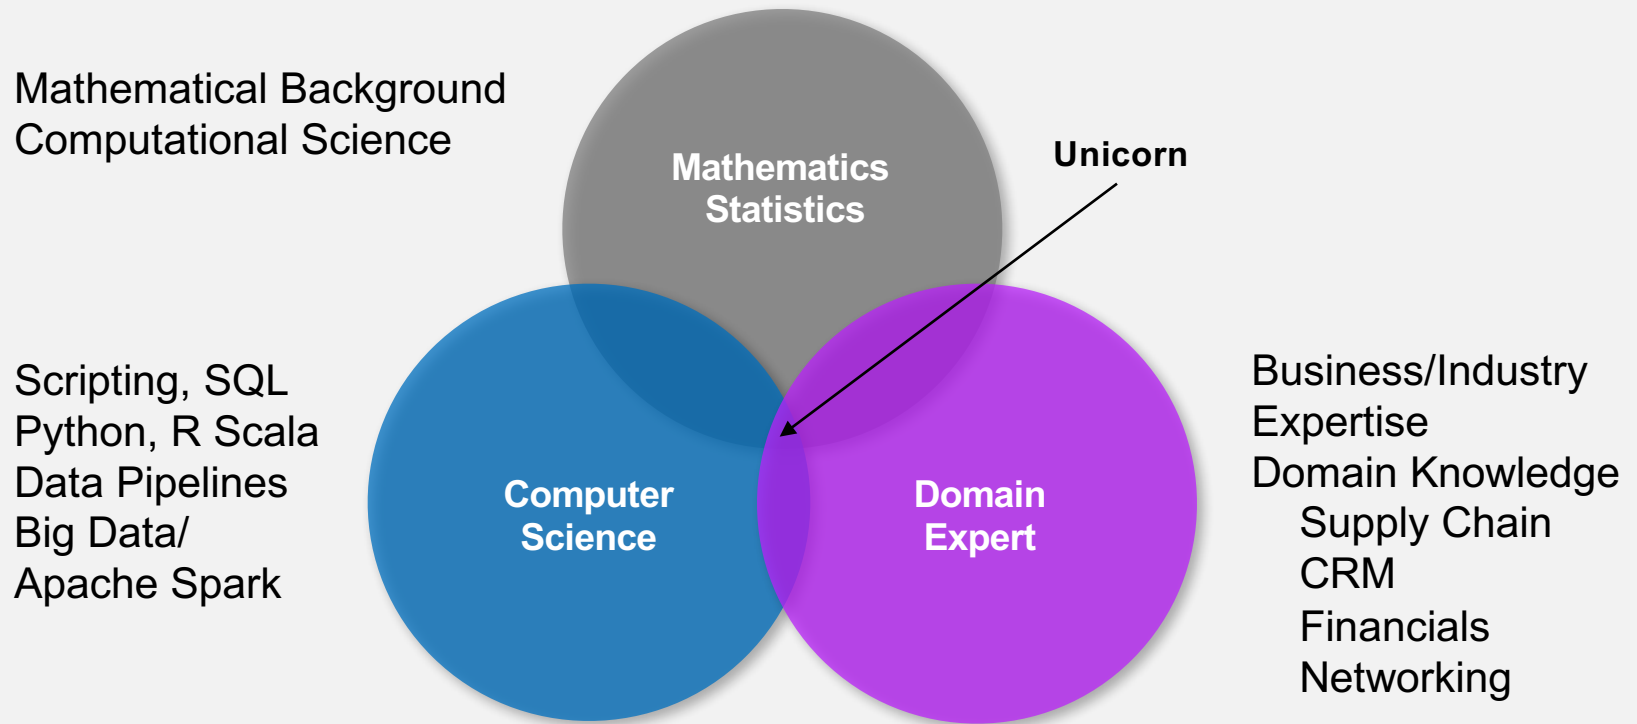 Mathematical Background
Computational Science
Mathematics
Statistics
Unicorn
Scripting, SQL
Python, R Scala
Data Pipelines
Big Data/
Apache Spark
Computer
Science
Domain
Expert
Business/Industry
Expertise
Domain Knowledge
Supply Chain
CRM
Financials
Networking